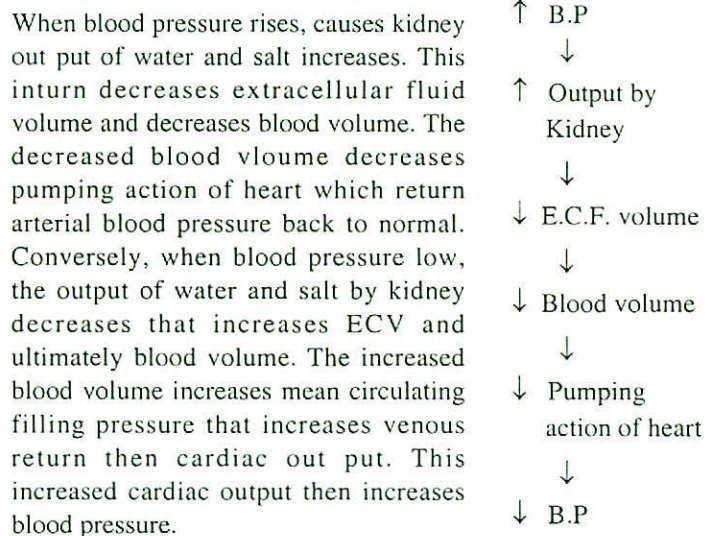 When blood pressure rises, causes kidney
out put of water and salt increases. This
inturn decreases extracellular fluid
volume and decreases blood volume. The
decreased blood vloume decreases
pumping action of heart which return
arterial blood pressure back to normal.
Conversely, when blood pressure low,
the output of water and salt by kidney
decreases that increases ECV and
ultimately blood volume. The increased
blood volume increases mean circulating
filling pressure that increases venous
return then cardiac out put. This
increased cardiac output then increases
blood pressure.
↑ B.P
↓
↑ Output by
Kidney
↓
↓ E.C.F. volume
↓
↓ Blood volume
↓
↓ Pumping
action of heart
↓
↓ B.P